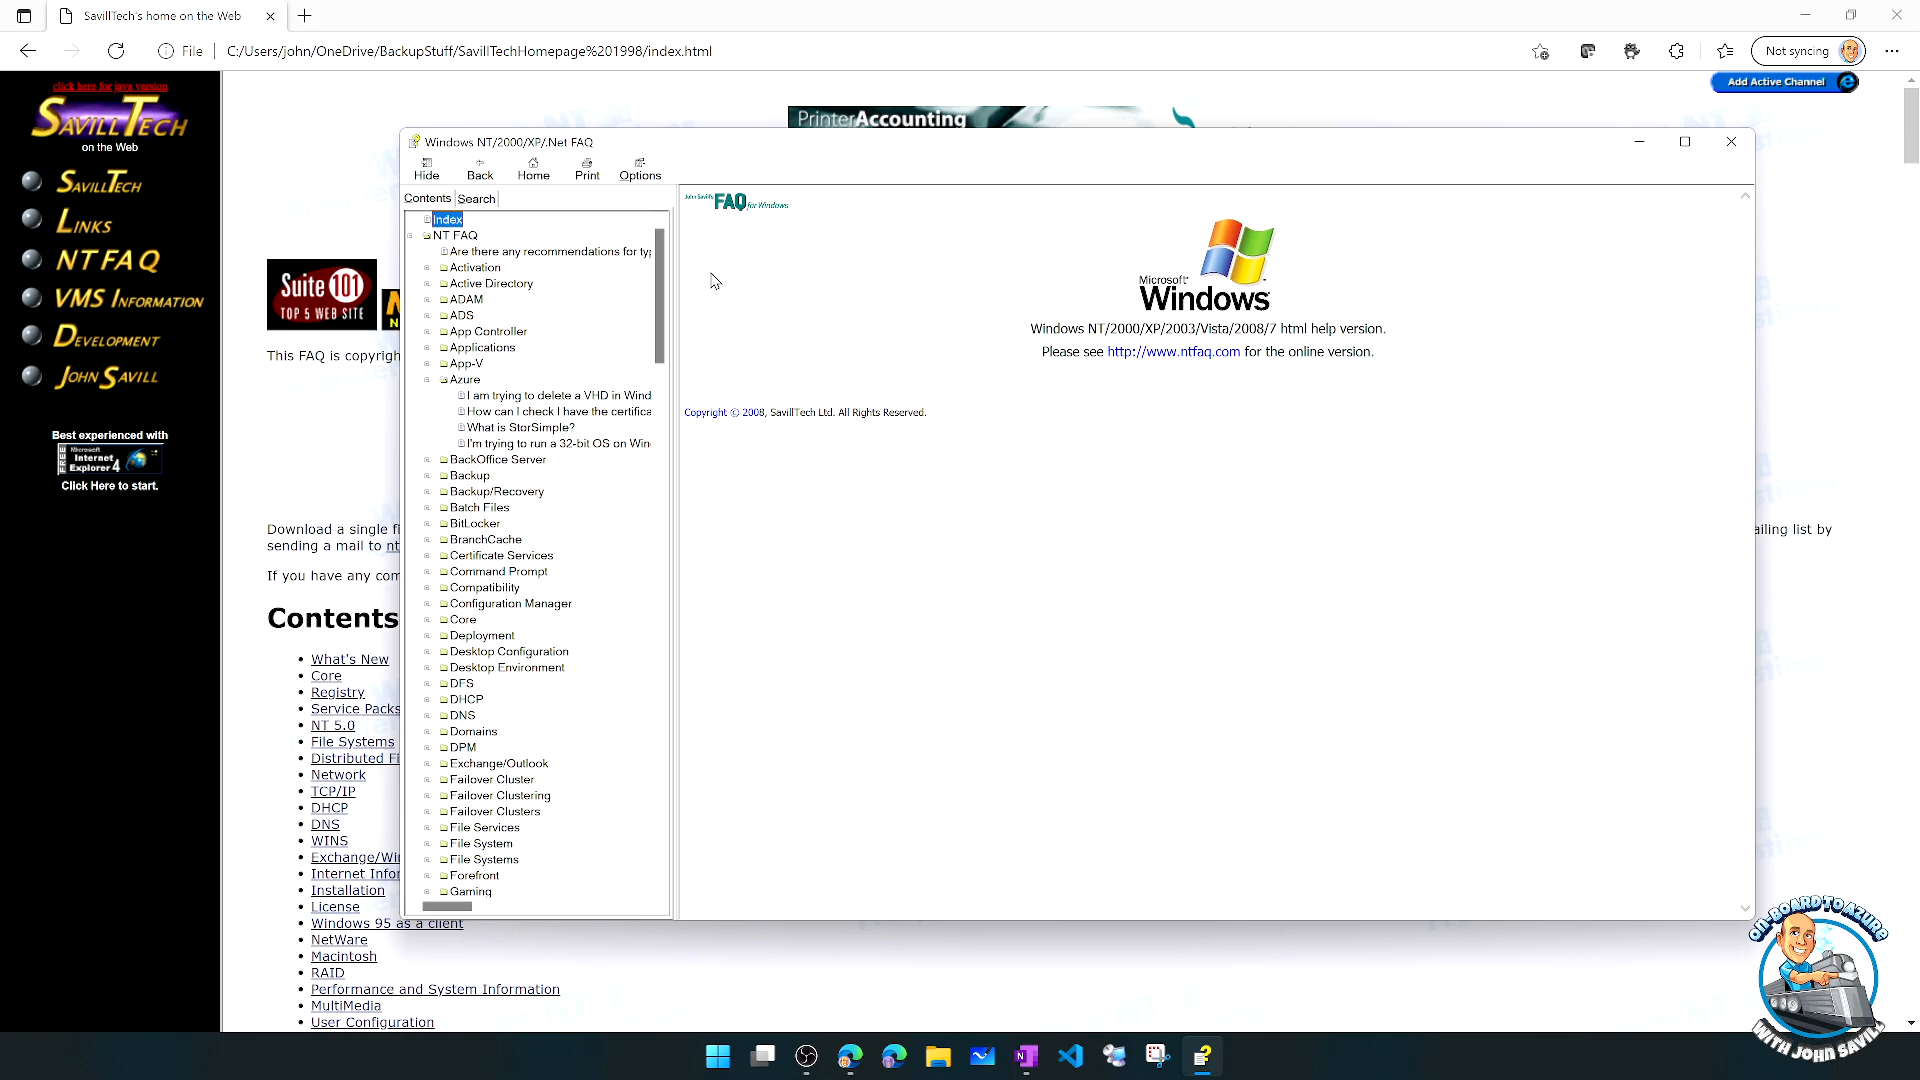 SavillTech's home on the Web
File
C:/Users/john/OneDrive/BackupStuff/SavillTechHomepage%201998/index.html
Not syncing
click here for java version
SAVILLTECH
on the Web
SAVILLTECH
LINKS
NT FAQ
VMS INFORMATION
DEVELOPMENT
JOHN SAVILL
Best experienced with
FREE
Microsoft
Internet
Explorer 4
Click Here to start.
Add Active Channel
PrinterAccounting
Suite 101
TOP 5 WEB SITE
This FAQ is copyrigh
Download a single fi
ailing list by
sending a mail to nt
If you have any com
Contents
What's New
Core
Registry
Service Packs
NT 5.0
File Systems
Distributed Fi
Network
TCP/IP
DHCP
DNS
WINS
Exchange/Wi
Internet Infor
Installation
License
Windows 95 as a client
NetWare
Macintosh
RAID
Performance and System Information
MultiMedia
User Configuration
Windows NT/2000/XP/.Net FAQ
Hide Back Home Print Options
Contents Search
Index
NT FAQ
Are there any recommendations for typ
Activation
Active Directory
ADAM
ADS
App Controller
Applications
App-V
Azure
I am trying to delete a VHD in Wind
How can I check I have the certifica
What is StorSimple?
I'm trying to run a 32-bit OS on Win
BackOffice Server
Backup
Backup/Recovery
Batch Files
BitLocker
BranchCache
Certificate Services
Command Prompt
Compatibility
Configuration Manager
Core
Deployment
Desktop Configuration
Desktop Environment
DFS
DHCP
DNS
Domains
DPM
Exchange/Outlook
Failover Cluster
Failover Clustering
Failover Clusters
File Services
File System
File Systems
Forefront
Gaming
John Savill's FAQ for Windows
Microsoft
Windows
Windows NT/2000/XP/2003/Vista/2008/7 html help version.
Please see http://www.ntfaq.com for the online version.
Copyright © 2008, SavillTech Ltd. All Rights Reserved.
ON-BOARD TO AZURE
WITH JOHN SAVILL